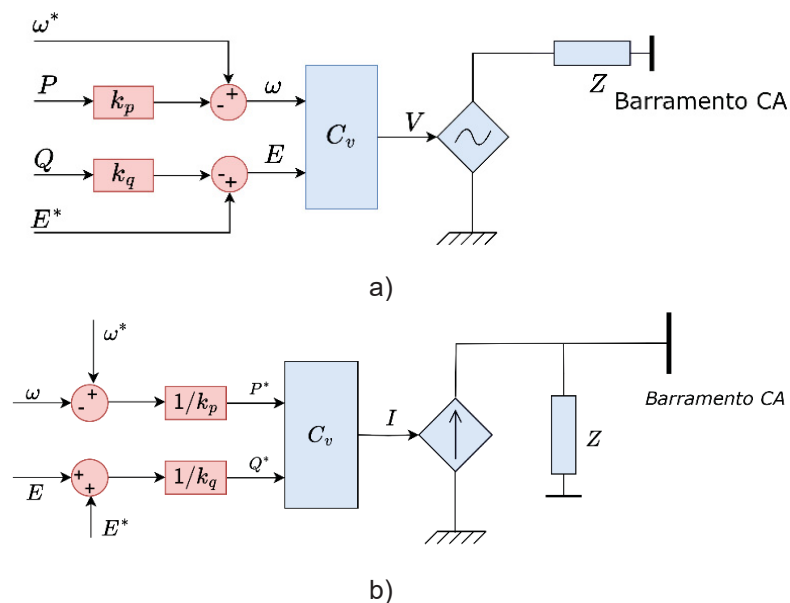 ω*
P
k_p
- +
ω
Q
k_q
- +
E
E*
C_v
V
Z
Barramento CA
a)
ω*
ω
+
-
1/k_p
P*
E
+
+
1/k_q
Q*
E*
C_v
I
Z
Barramento CA
b)